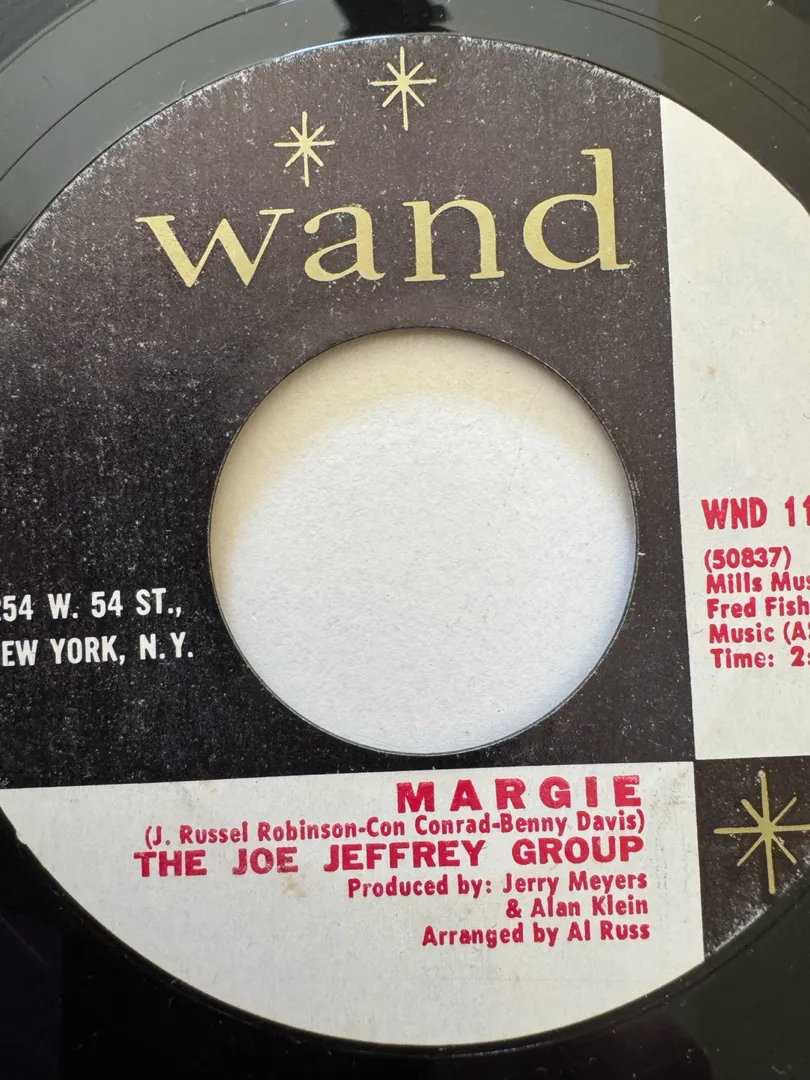 wand
254 W. 54 ST.,
EW YORK, N.Y.
WND 11
(50837)
Mills Mus
Fred Fish
Music (AS
Time: 2:
MARGIE
(J. Russel Robinson-Con Conrad-Benny Davis)
THE JOE JEFFREY GROUP
Produced by: Jerry Meyers
& Alan Klein
Arranged by Al Russ